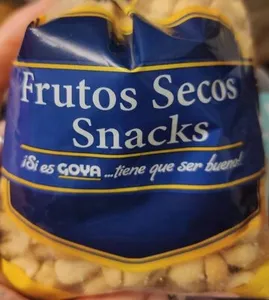 Frutos Secos
Snacks
¡Si es GOYA ...tiene que ser bueno!